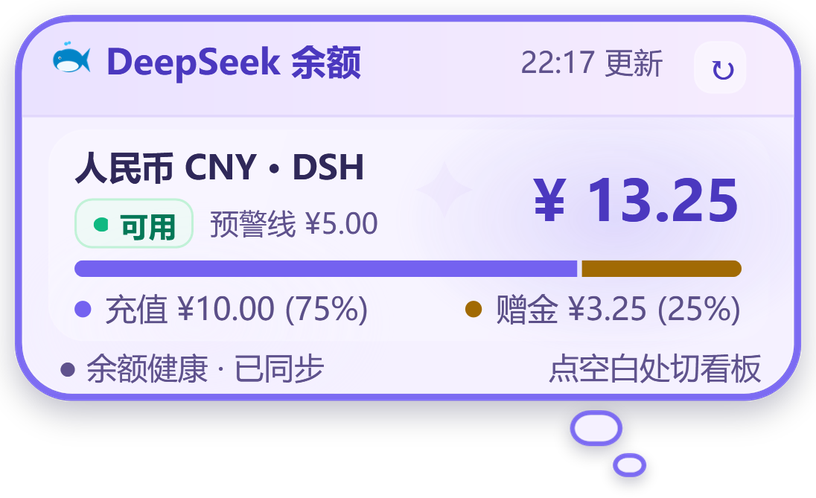 DeepSeek 余额 22:17 更新 ↻
人民币 CNY • DSH
¥ 13.25
可用 预警线 ¥5.00
充值 ¥10.00 (75%) 赠金 ¥3.25 (25%)
余额健康 · 已同步 点空白处切看板